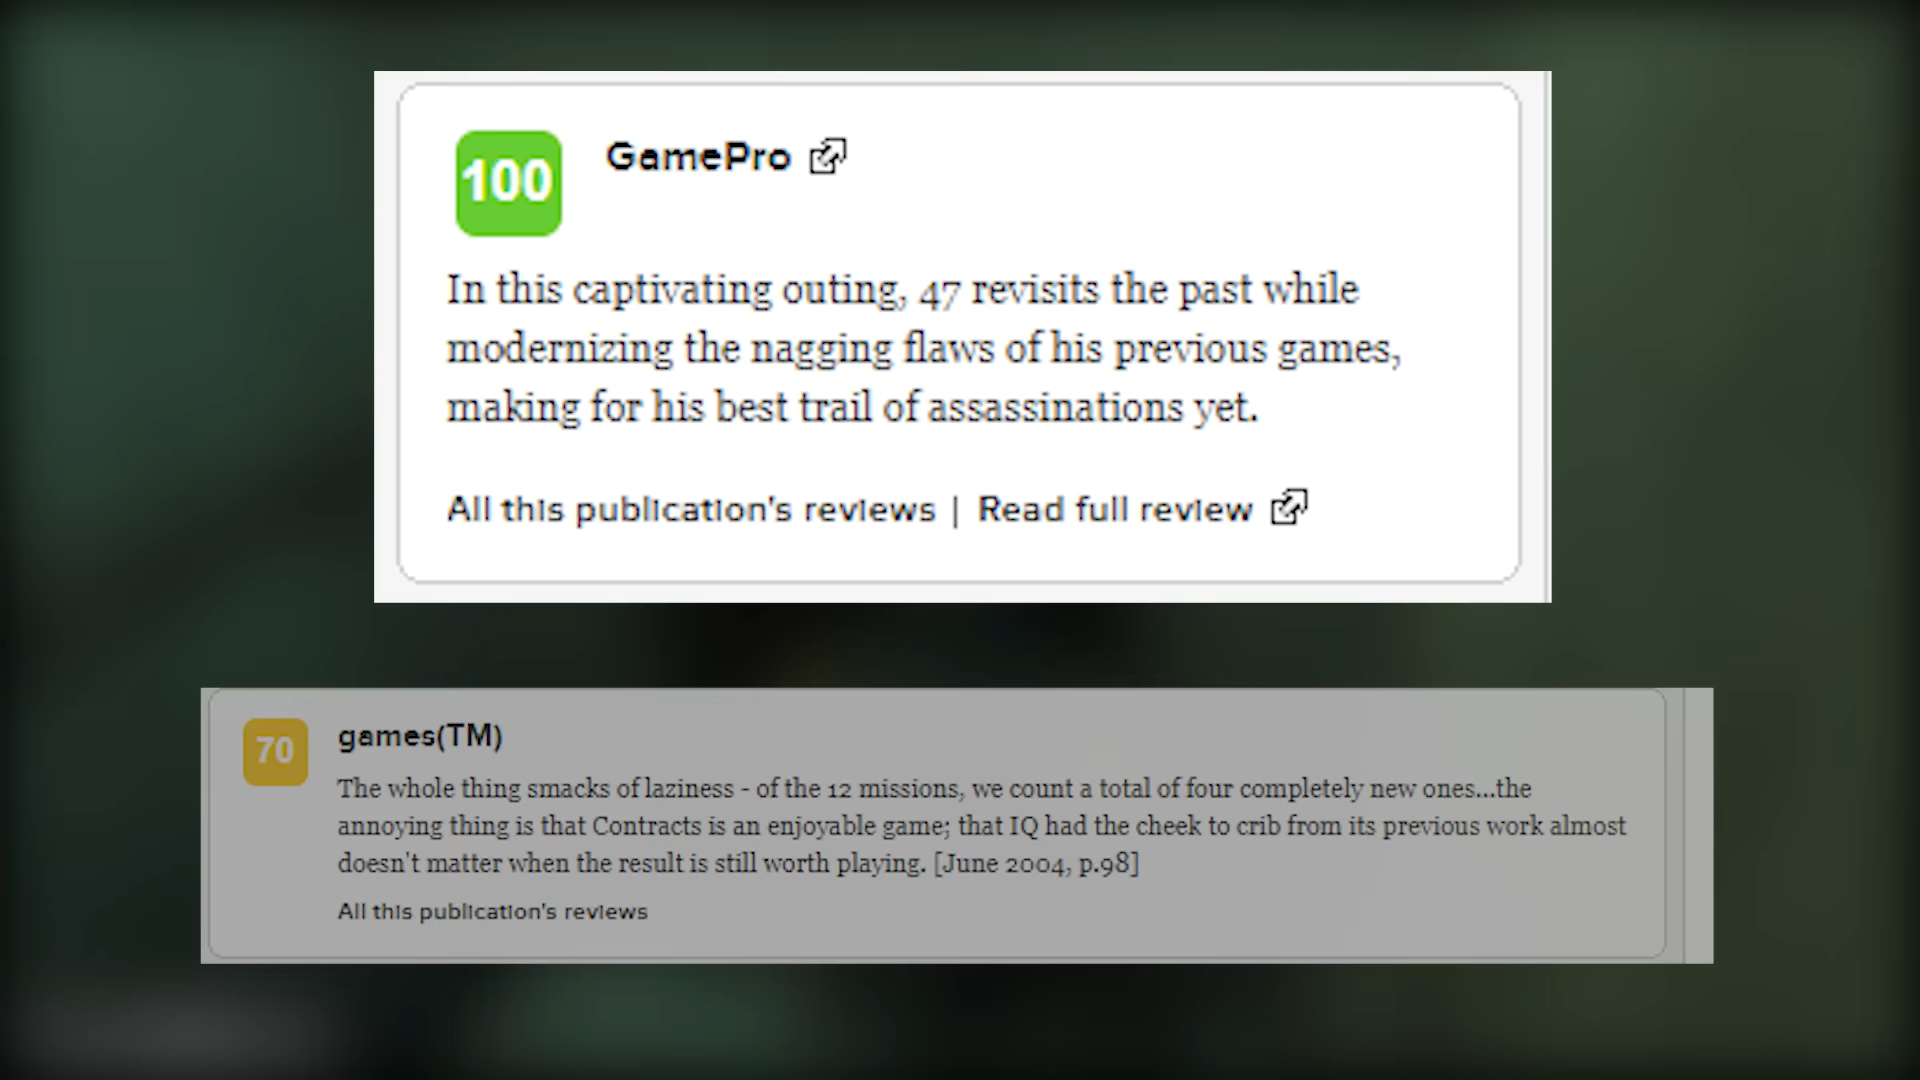 100
GamePro
In this captivating outing, 47 revisits the past while
modernizing the nagging flaws of his previous games,
making for his best trail of assassinations yet.
All this publication's reviews | Read full review
70
games(TM)
The whole thing smacks of laziness - of the 12 missions, we count a total of four completely new ones...the
annoying thing is that Contracts is an enjoyable game; that IQ had the cheek to crib from its previous work almost
doesn't matter when the result is still worth playing. [June 2004, p.98]
All this publication's reviews